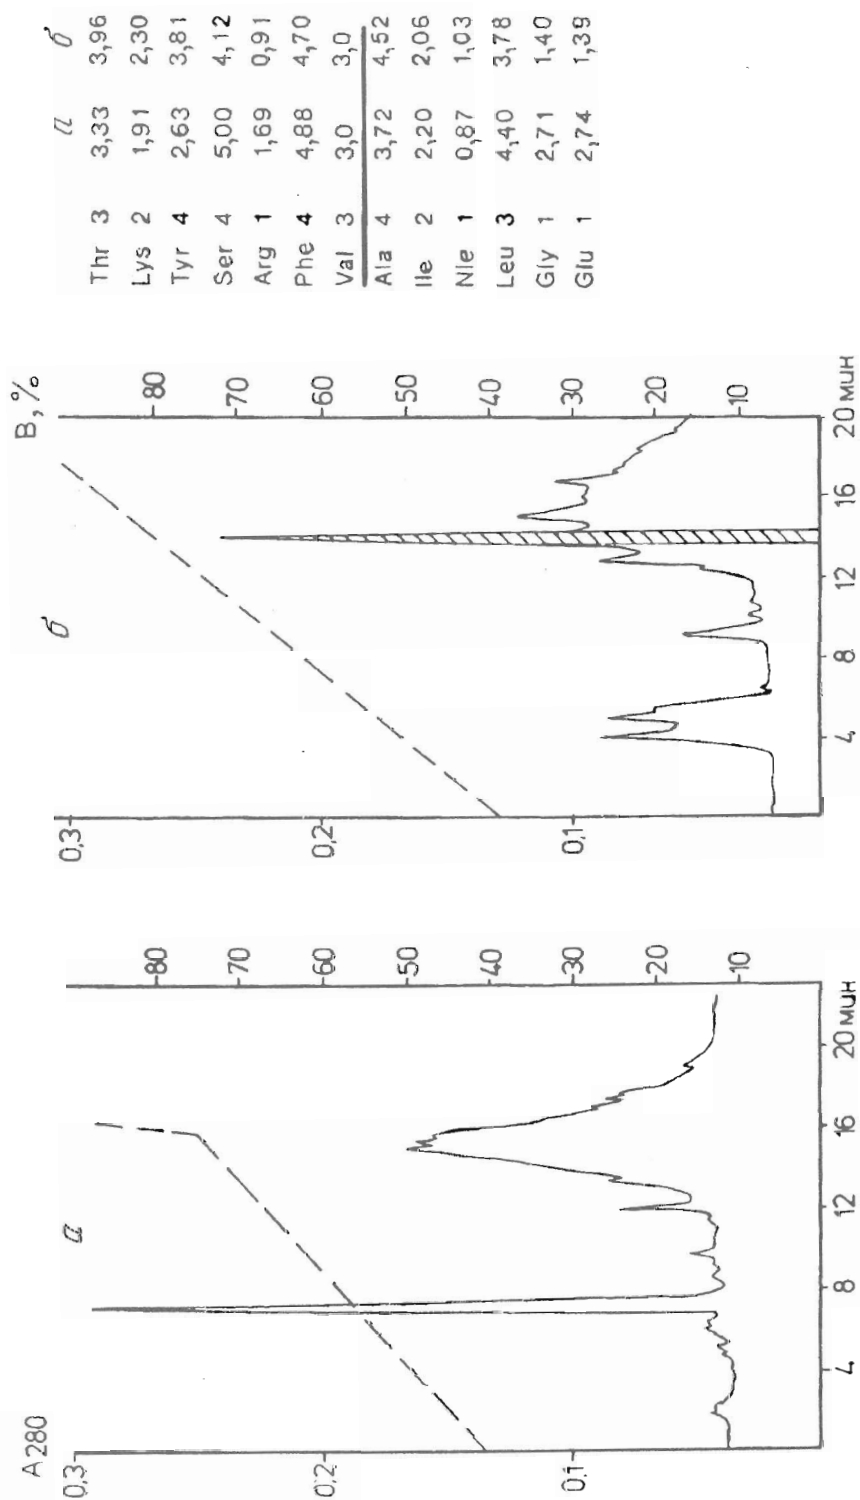 а
A280
0,3
0,2
0,1
80
70
60
50
40
30
20
10
4 8 12 16 20 мин
б
В, %
0,3
0,2
0,1
80
70
60
50
40
30
20
10
4 8 12 16 20 мин
а б
Thr 3 3,33 3,96
Lys 2 1,91 2,30
Tyr 4 2,63 3,81
Ser 4 5,00 4,12
Arg 1 1,69 0,91
Phe 4 4,88 4,70
Val 3 3,0 3,0
Ala 4 3,72 4,52
Ile 2 2,20 2,06
Nle 1 0,87 1,03
Leu 3 4,40 3,78
Gly 1 2,71 1,40
Glu 1 2,74 1,39